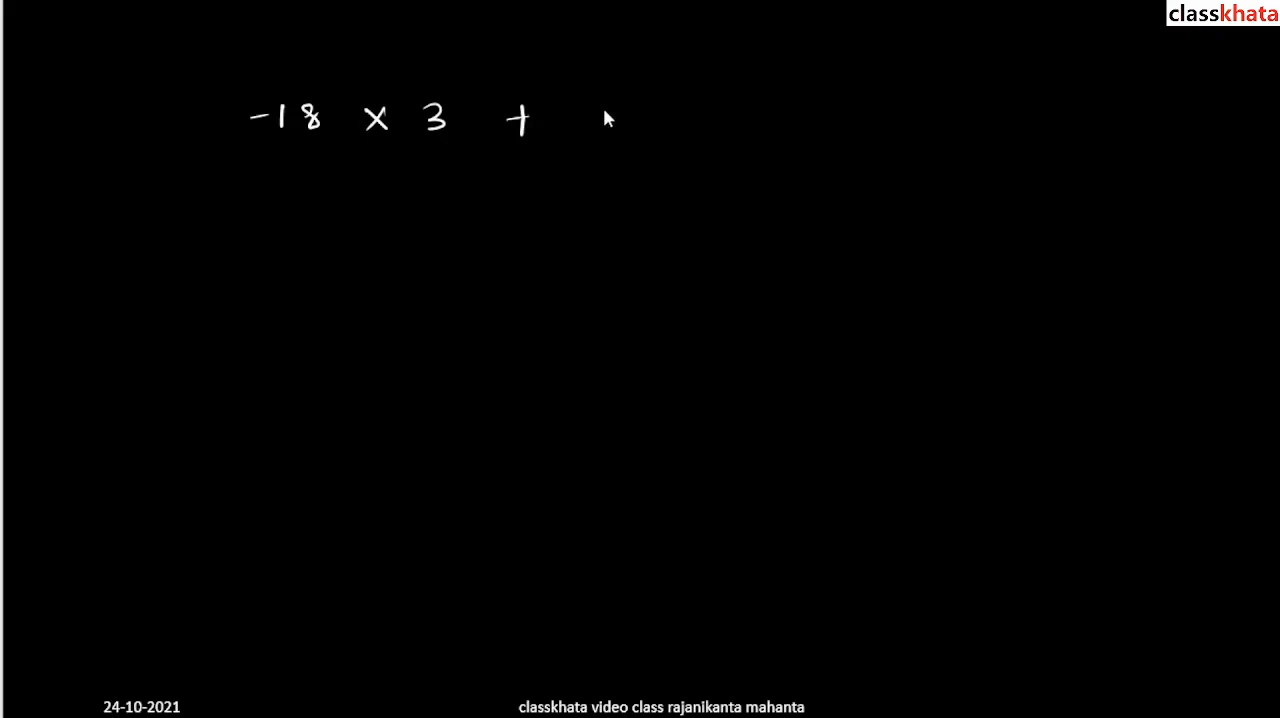 classkhata
-18 × 3 +
24-10-2021
classkhata video class rajanikanta mahanta